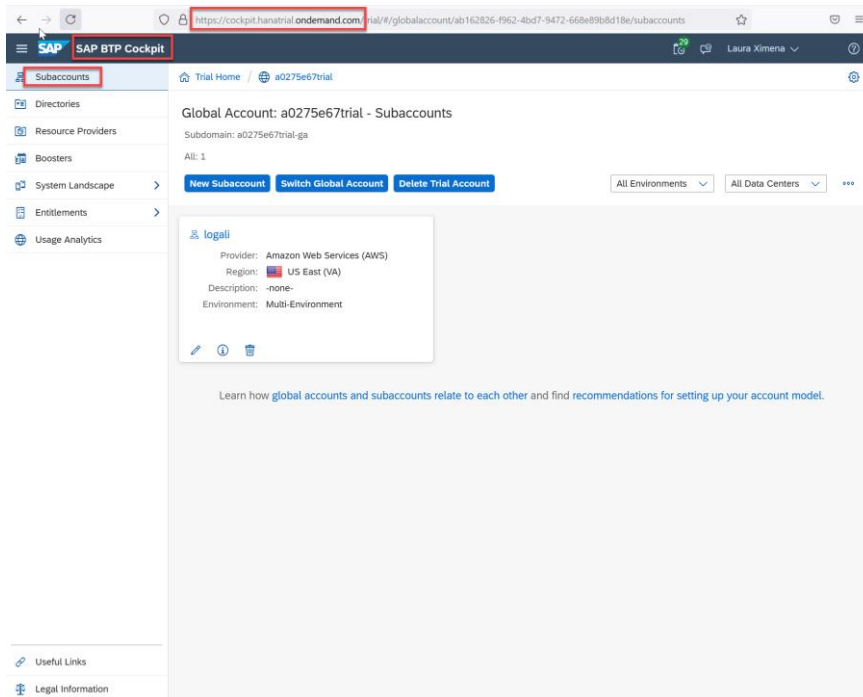 https://cockpit.hanatrial.ondemand.com/trial/#/globalaccount/ab162826-f962-4bd7-9472-668e89b8d18e/subaccounts
SAP SAP BTP Cockpit 29 Laura Ximena
Subaccounts
Directories
Resource Providers
Boosters
System Landscape
Entitlements
Usage Analytics
Useful Links
Legal Information
Trial Home / a0275e67trial
Global Account: a0275e67trial - Subaccounts
Subdomain: a0275e67trial-ga
All: 1
New Subaccount Switch Global Account Delete Trial Account All Environments All Data Centers
logali
Provider: Amazon Web Services (AWS)
Region: US East (VA)
Description: -none-
Environment: Multi-Environment
Learn how global accounts and subaccounts relate to each other and find recommendations for setting up your account model.